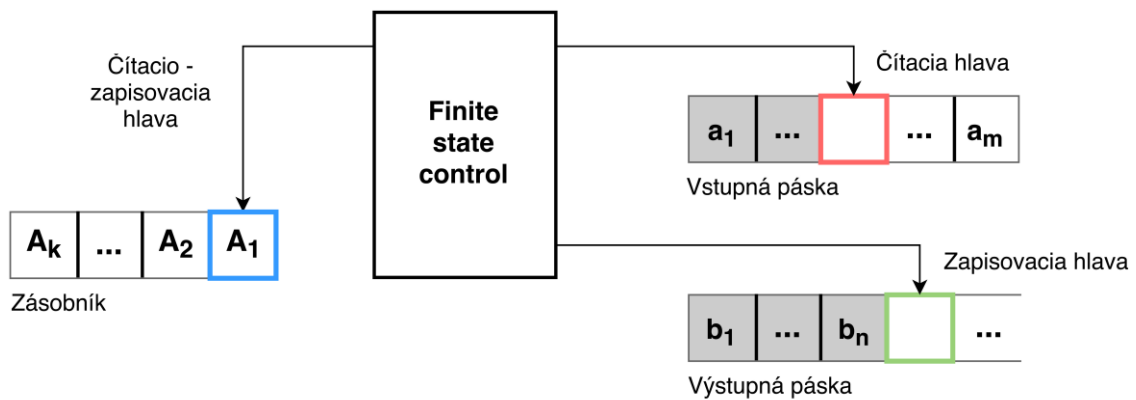 Čítacio -
zapisovacia
hlava
Finite
state
control
Čítacia hlava
a1 ... ... am
Vstupná páska
Ak ... A2 A1
Zásobník
Zapisovacia hlava
b1 ... bn ...
Výstupná páska